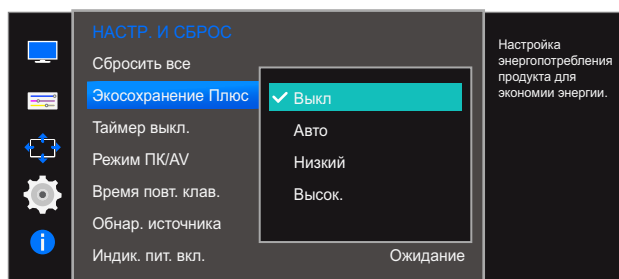 НАСТР. И СБРОС
Сбросить все
Экосохранение Плюс
Таймер выкл.
Режим ПК/AV
Время повт. клав.
Обнар. источника
Индик. пит. вкл.
Ожидание
Выкл
Авто
Низкий
Высок.
Настройка
энергопотребления
продукта для
экономии энергии.